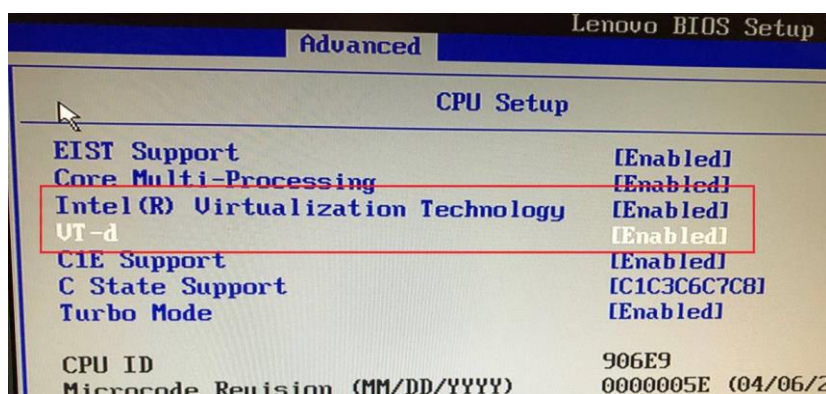 Lenovo BIOS Setup
Advanced
CPU Setup
EIST Support [Enabled]
Core Multi-Processing [Enabled]
Intel(R) Virtualization Technology [Enabled]
VT-d [Enabled]
C1E Support [Enabled]
C State Support [C1C3C6C7C8]
Turbo Mode [Enabled]
CPU ID 906E9
Microcode Revision (MM/DD/YYYY) 0000005E (04/06/2